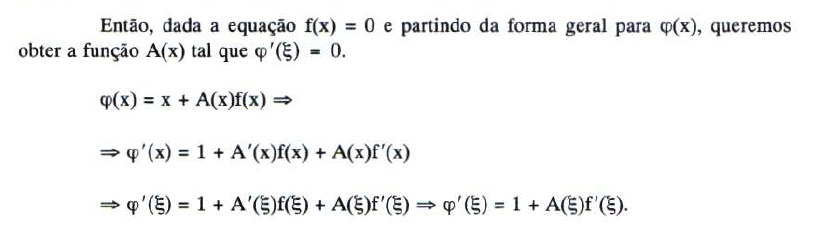 Então, dada a equação f(x) = 0 e partindo da forma geral para φ(x), queremos
obter a função A(x) tal que φ'(ξ) = 0.
φ(x) = x + A(x)f(x) ⇒
⇒ φ'(x) = 1 + A'(x)f(x) + A(x)f'(x)
⇒ φ'(ξ) = 1 + A'(ξ)f(ξ) + A(ξ)f'(ξ) ⇒ φ'(ξ) = 1 + A(ξ)f'(ξ).